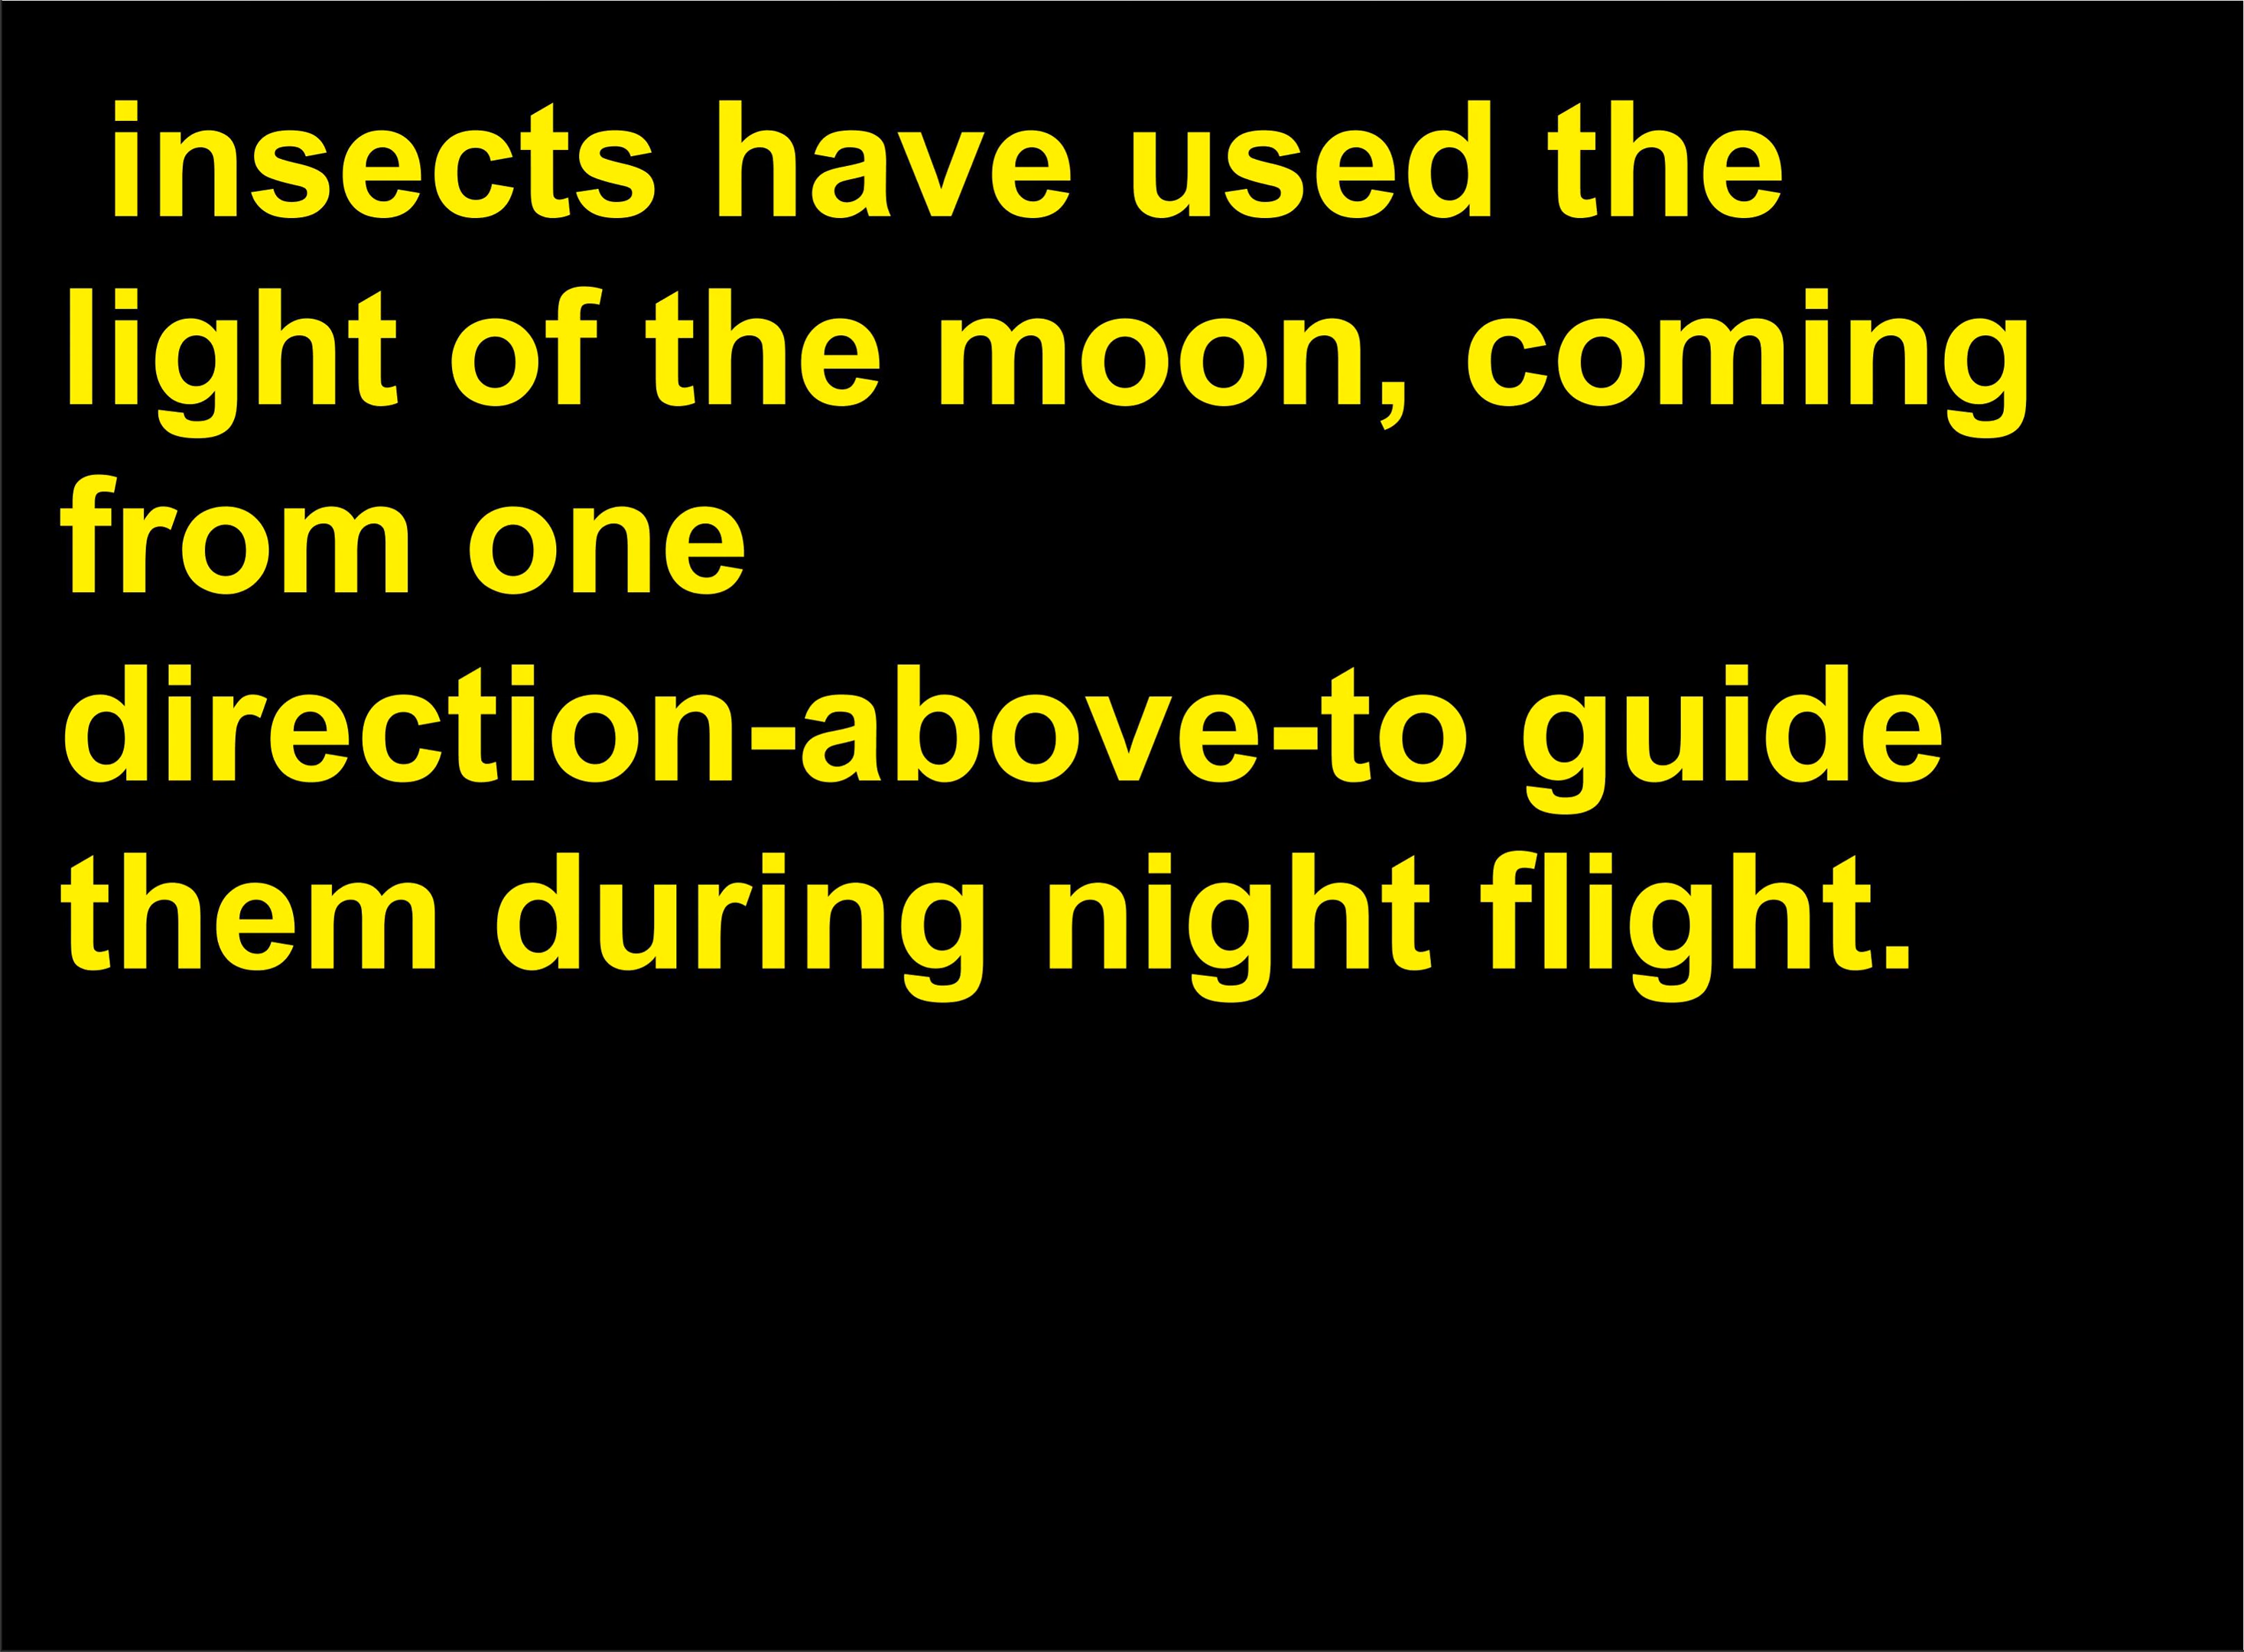 insects have used the
light of the moon, coming
from one
direction-above-to guide
them during night flight.